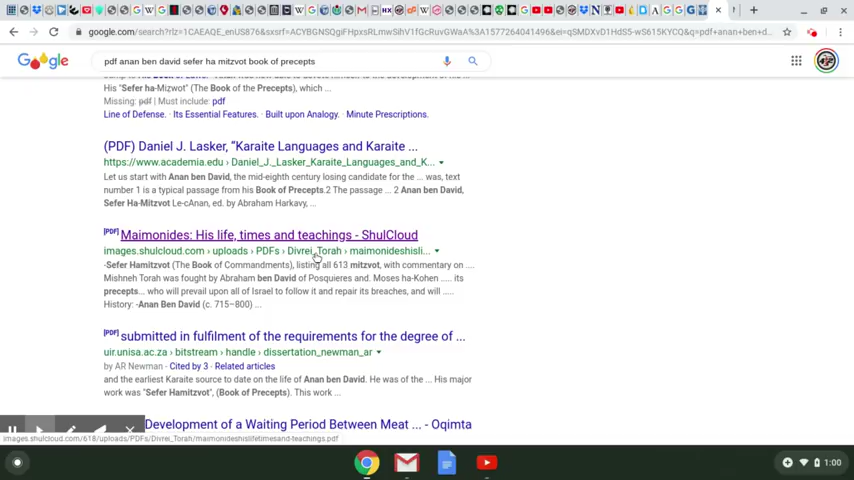 google.com/search?rlz=1CAEAQE_enUS876&sxsrf=ACYBGNSQgiFHpxsRLmwSihV1fGcRuvGWaA%3A1577264041496&ei=qSMDXvD1HdS5-wS615KYCQ&q=pdf+anan+ben+d...
Google
pdf anan ben david sefer ha mitzvot book of precepts
His "Sefer ha-Miẓwot" (The Book of the Precepts), which ...
Missing: pdf | Must include: pdf
Line of Defense. · Its Essential Features. · Built upon Analogy. · Minute Prescriptions.
(PDF) Daniel J. Lasker, “Karaite Languages and Karaite ...
https://www.academia.edu › Daniel_J._Lasker_Karaite_Languages_and_K...
Let us start with Anan ben David, the mid-eighth century losing candidate for the ... was, text
number 1 is a typical passage from his Book of Precepts.2 The passage ... 2 Anan ben David,
Sefer Ha-Mitzvot Le-cAnan, ed. by Abraham Harkavy, ...
[PDF] Maimonides: His life, times and teachings - ShulCloud
images.shulcloud.com › uploads › PDFs › Divrei_Torah › maimonideshisli...
-Sefer Hamitzvot (The Book of Commandments), listing all 613 mitzvot, with commentary on ....
Mishneh Torah was fought by Abraham ben David of Posquieres and. Moses ha-Kohen ..... its
precepts... who will prevail upon all of Israel to follow it and repair its breaches, and will .....
History: -Anan Ben David (c. 715–800) ...
[PDF] submitted in fulfilment of the requirements for the degree of ...
uir.unisa.ac.za › bitstream › handle › dissertation_newman_ar
by AR Newman · Cited by 3 · Related articles
and the earliest Karaite source to date on the life of Anan ben David. He was of the ... His major
work was "Sefer Hamitzvot", (Book of Precepts). This work ...
Development of a Waiting Period Between Meat ... - Oqimta
images.shulcloud.com/618/uploads/PDFs/Divrei_Torah/maimonideshislifetimesand-teachings.pdf
1:00